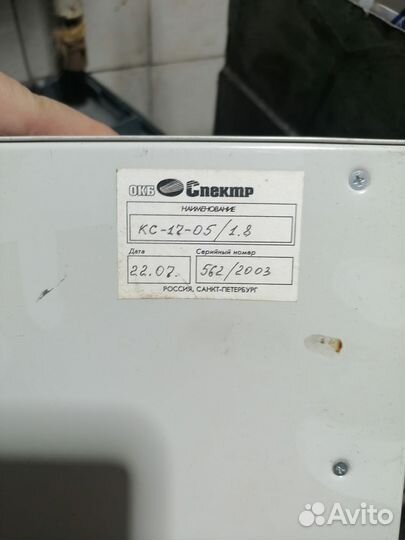 ОКБ Спектр
НАИМЕНОВАНИЕ
КС-17-05/1.8
Дата Серийный номер
22.07. 562/2003
РОССИЯ, САНКТ-ПЕТЕРБУРГ
Avito